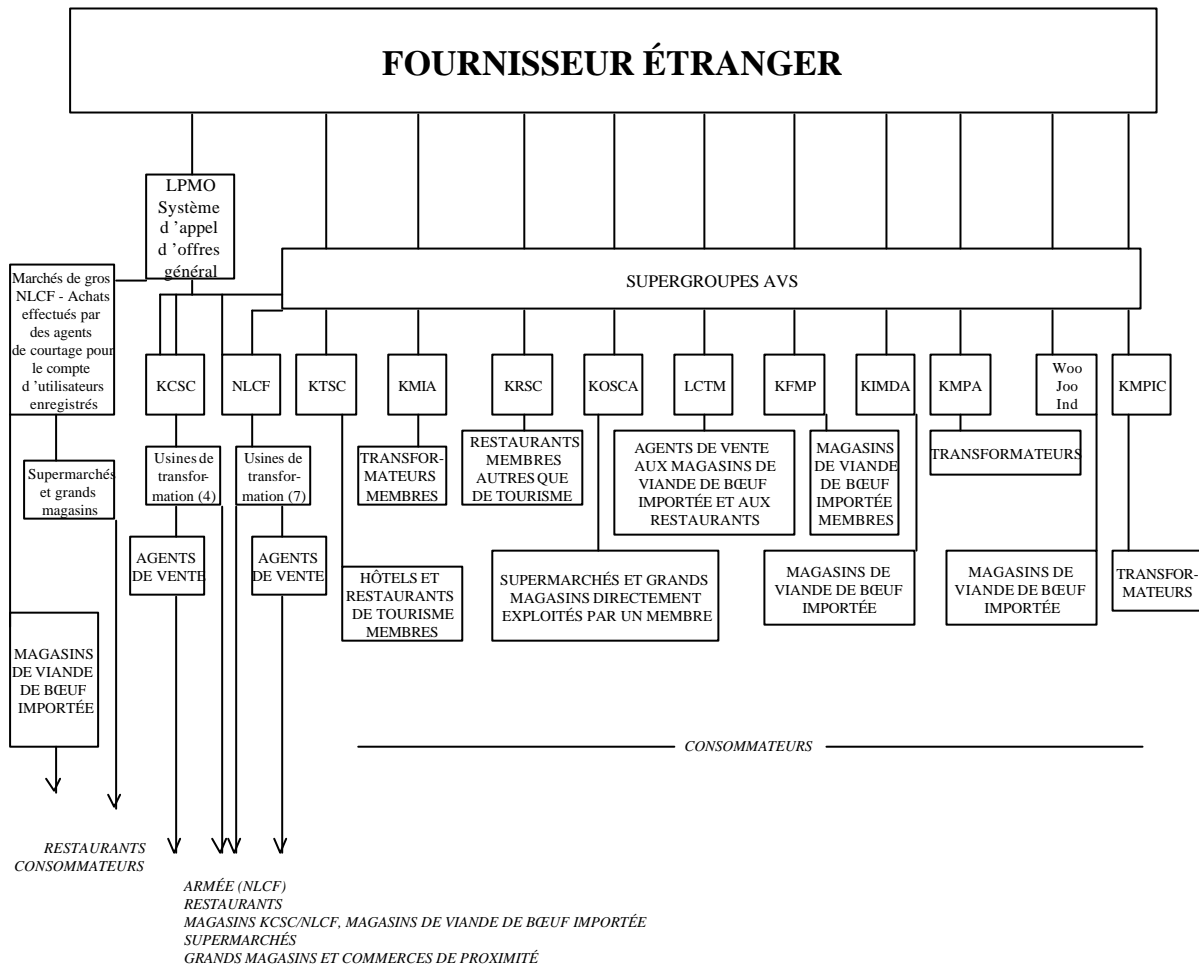 FOURNISSEUR ÉTRANGER
LPMO
Système
d 'appel
d 'offres
général
Marchés de gros
NLCF - Achats
effectués par
des agents
de courtage pour
le compte
d 'utilisateurs
enregistrés
SUPERGROUPES AVS
KCSC
NLCF
KTSC
KMIA
KRSC
KOSCA
LCTM
KFMP
KIMDA
KMPA
Woo
Joo
Ind
KMPIC
Supermarchés
et grands
magasins
Usines de
transfor-
mation (4)
Usines de
transfor-
mation (7)
TRANSFOR-
MATEURS
MEMBRES
RESTAURANTS
MEMBRES
AUTRES QUE
DE TOURISME
AGENTS DE VENTE
AUX MAGASINS DE
VIANDE DE BŒUF
IMPORTÉE ET AUX
RESTAURANTS
MAGASINS
DE VIANDE
DE BŒUF
IMPORTÉE
MEMBRES
TRANSFORMATEURS
AGENTS
DE VENTE
AGENTS
DE VENTE
HÔTELS ET
RESTAURANTS
DE TOURISME
MEMBRES
SUPERMARCHÉS ET GRANDS
MAGASINS DIRECTEMENT
EXPLOITÉS PAR UN MEMBRE
MAGASINS DE
VIANDE DE BŒUF
IMPORTÉE
MAGASINS DE
VIANDE DE BŒUF
IMPORTÉE
TRANSFOR-
MATEURS
MAGASINS
DE VIANDE
DE BŒUF
IMPORTÉE
CONSOMMATEURS
RESTAURANTS
CONSOMMATEURS
ARMÉE (NLCF)
RESTAURANTS
MAGASINS KCSC/NLCF, MAGASINS DE VIANDE DE BŒUF IMPORTÉE
SUPERMARCHÉS
GRANDS MAGASINS ET COMMERCES DE PROXIMITÉ